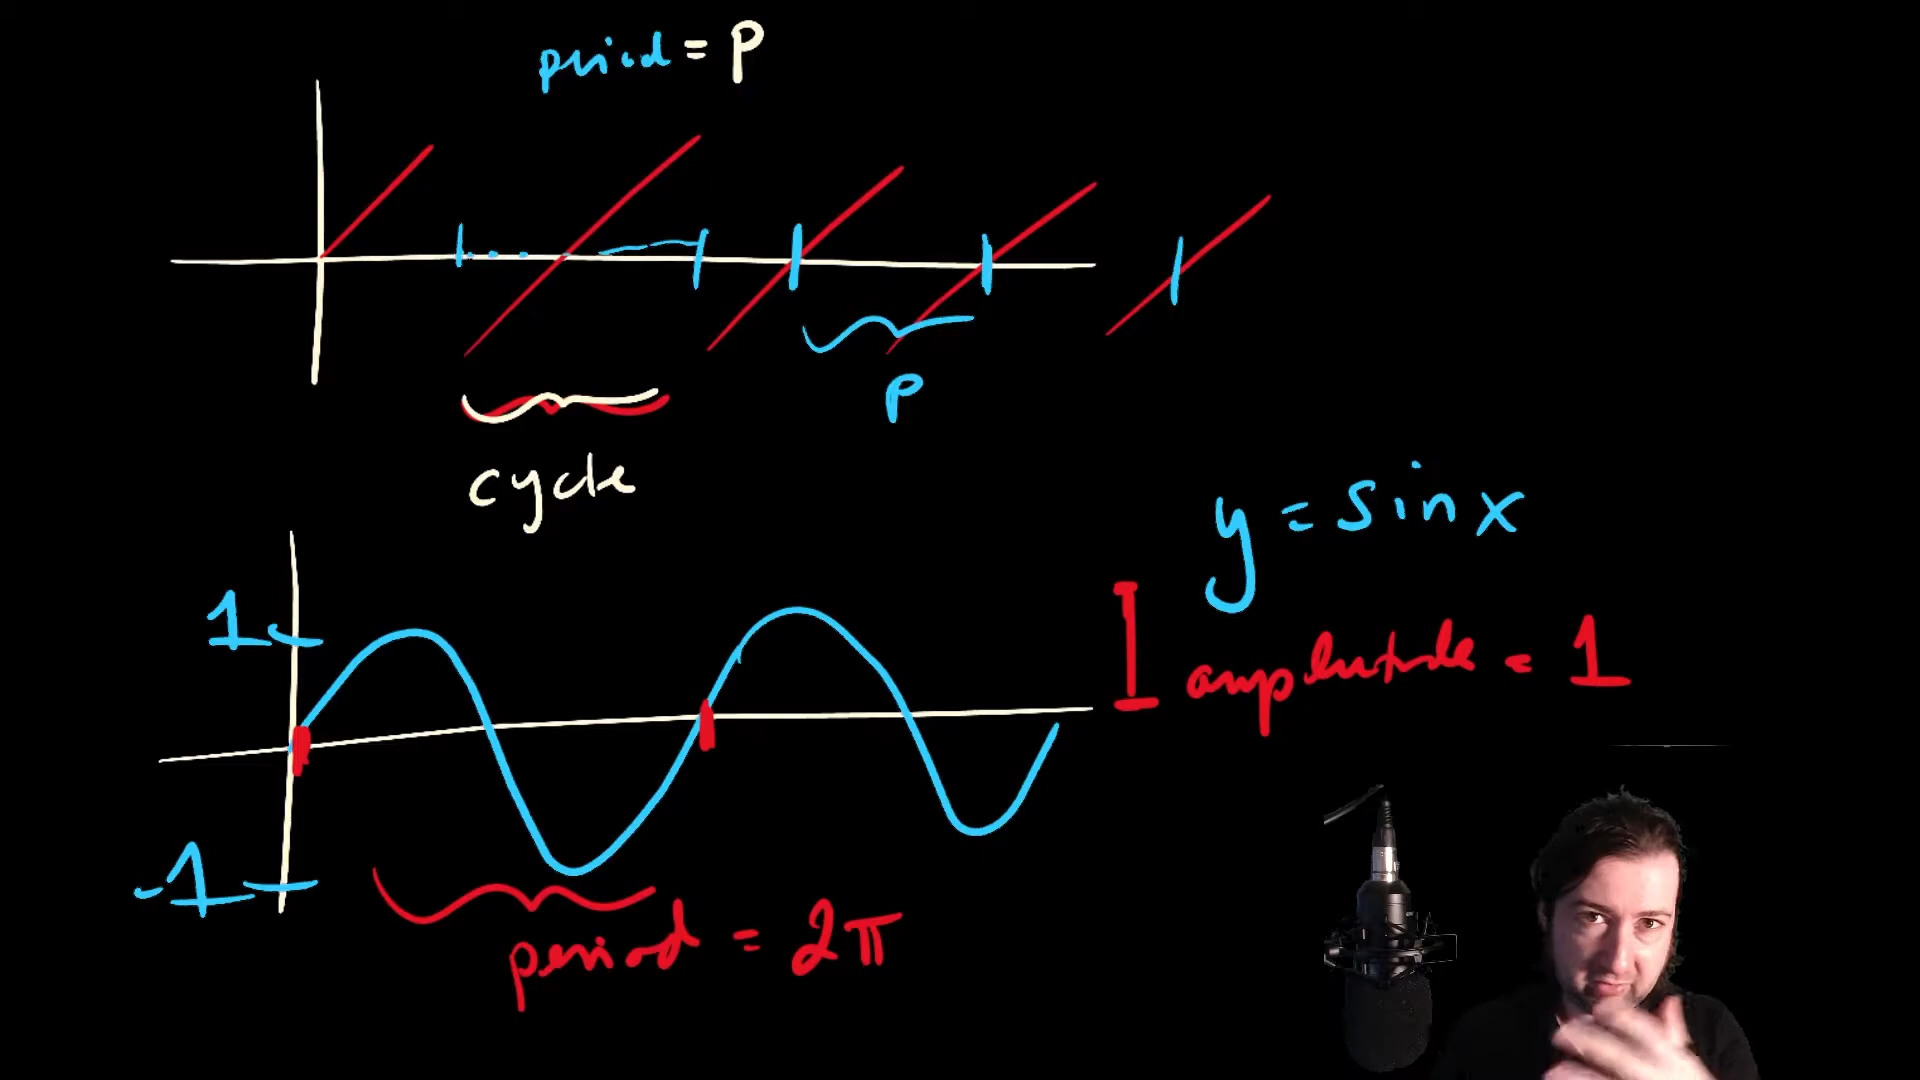 period = P
P
cycle
y = sin x
1
amplitude = 1
-1
period = 2π